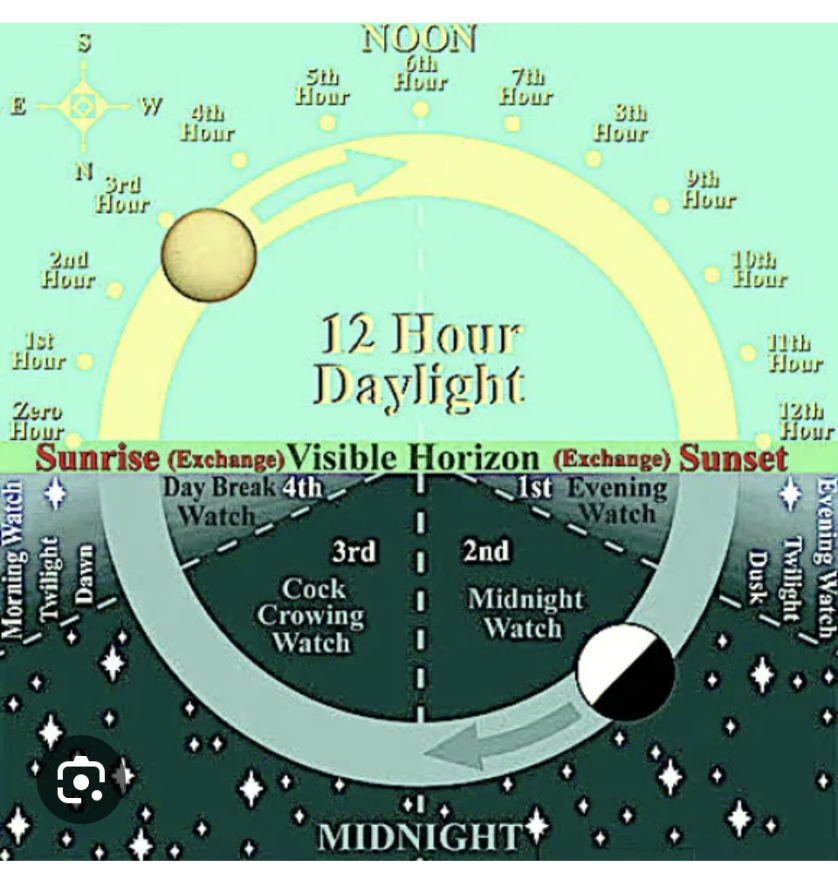 NOON
S
E
W
N
6th
Hour
5th
Hour
7th
Hour
4th
Hour
8th
Hour
3rd
Hour
9th
Hour
2nd
Hour
10th
Hour
1st
Hour
11th
Hour
Zero
Hour
12th
Hour
12 Hour
Daylight
Sunrise (Exchange) Visible Horizon (Exchange) Sunset
Morning Watch
Twilight
Dawn
Day Break 4th
Watch
1st Evening
Watch
Dusk
Twilight
Evening Watch
3rd
Cock
Crowing
Watch
2nd
Midnight
Watch
MIDNIGHT